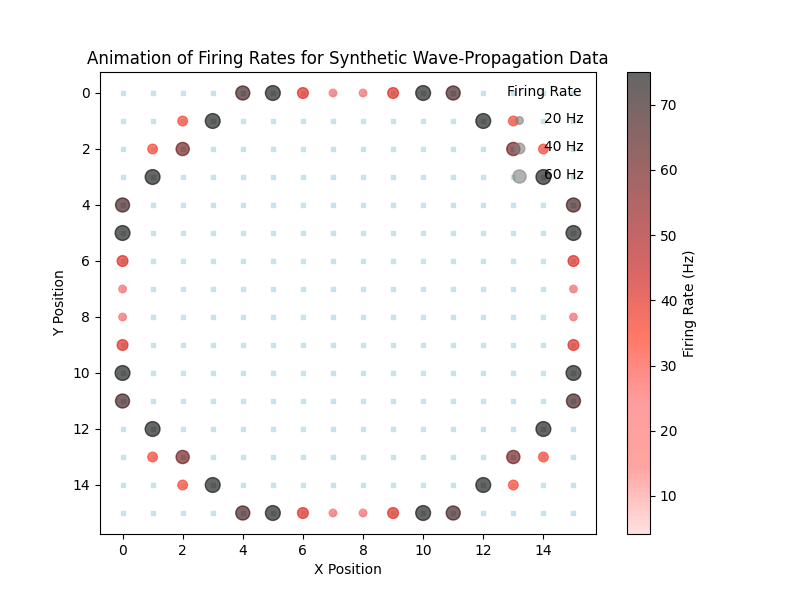 Animation of Firing Rates for Synthetic Wave-Propagation Data
Firing Rate
20 Hz
40 Hz
60 Hz
0
2
4
6
8
10
12
14
Y Position
0
2
4
6
8
10
12
14
X Position
70
60
50
40
30
20
10
Firing Rate (Hz)